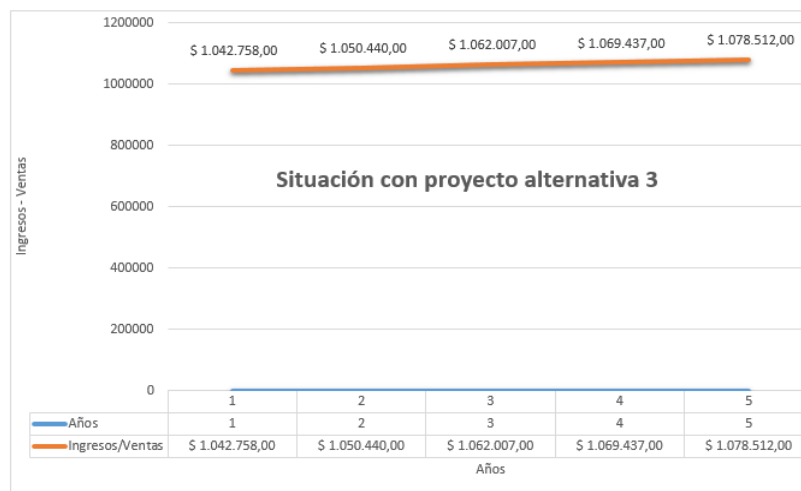 1200000
$ 1.042.758,00 $ 1.050.440,00 $ 1.062.007,00 $ 1.069.437,00 $ 1.078.512,00
1000000
800000
Situación con proyecto alternativa 3
600000
400000
200000
0
Ingresos - Ventas
1 2 3 4 5
Años 1 2 3 4 5
Ingresos/Ventas $ 1.042.758,00 $ 1.050.440,00 $ 1.062.007,00 $ 1.069.437,00 $ 1.078.512,00
Años